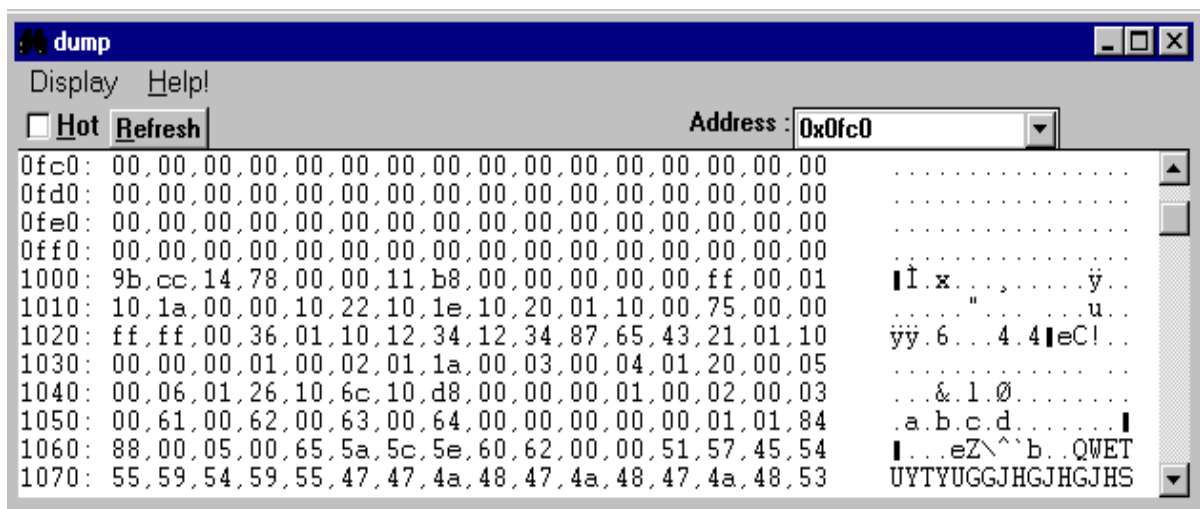 dump
Display Help!
Hot Refresh Address : 0x0fc0
0fc0: 00,00,00,00,00,00,00,00,00,00,00,00,00,00,00,00 ................
0fd0: 00,00,00,00,00,00,00,00,00,00,00,00,00,00,00,00 ................
0fe0: 00,00,00,00,00,00,00,00,00,00,00,00,00,00,00,00 ................
0ff0: 00,00,00,00,00,00,00,00,00,00,00,00,00,00,00,00 ................
1000: 9b,cc,14,78,00,00,11,b8,00,00,00,00,ff,00,01 ▌Ì.x...¸.....ÿ..
1010: 10,1a,00,00,10,22,10,1e,10,20,01,10,00,75,00,00 ....."... ...u..
1020: ff,ff,00,36,01,10,12,34,12,34,87,65,43,21,01,10 ÿÿ.6...4.4▌eC!..
1030: 00,00,00,01,00,02,01,1a,00,03,00,04,01,20,00,05 ............. ..
1040: 00,06,01,26,10,6c,10,d8,00,00,00,01,00,02,00,03 ...&.l.Ø........
1050: 00,61,00,62,00,63,00,64,00,00,00,00,01,01,84 .a.b.c.d.......▌
1060: 88,00,05,00,65,5a,5c,5e,60,62,00,00,51,57,45,54 ▌...eZ\^`b..QWET
1070: 55,59,54,59,55,47,47,4a,48,47,4a,48,47,4a,48,53 UYTYUGGJHGJHGJHS